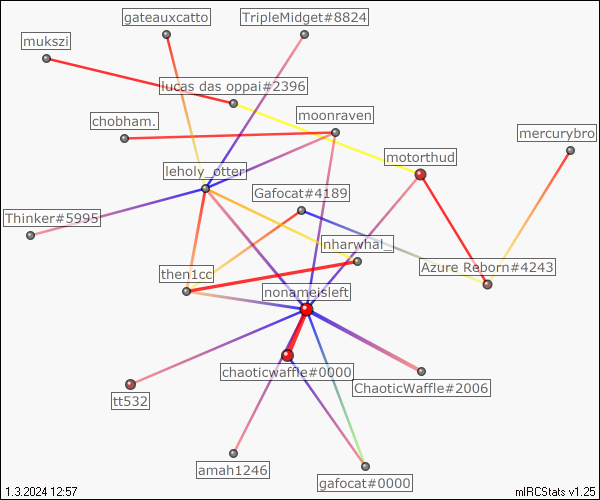 gateauxcatto
TripleMidget#8824
mukszi
lucas das oppai#2396
moonraven
chobham.
mercurybro
motorthud
leholy_otter
Gafocat#4189
Thinker#5995
nharwhal_
Azure Reborn#4243
then1cc
nonameisleft
chaoticwaffle#0000
ChaoticWaffle#2006
tt532
amah1246
gafocat#0000
1.3.2024 12:57
mIRCStats v1.25